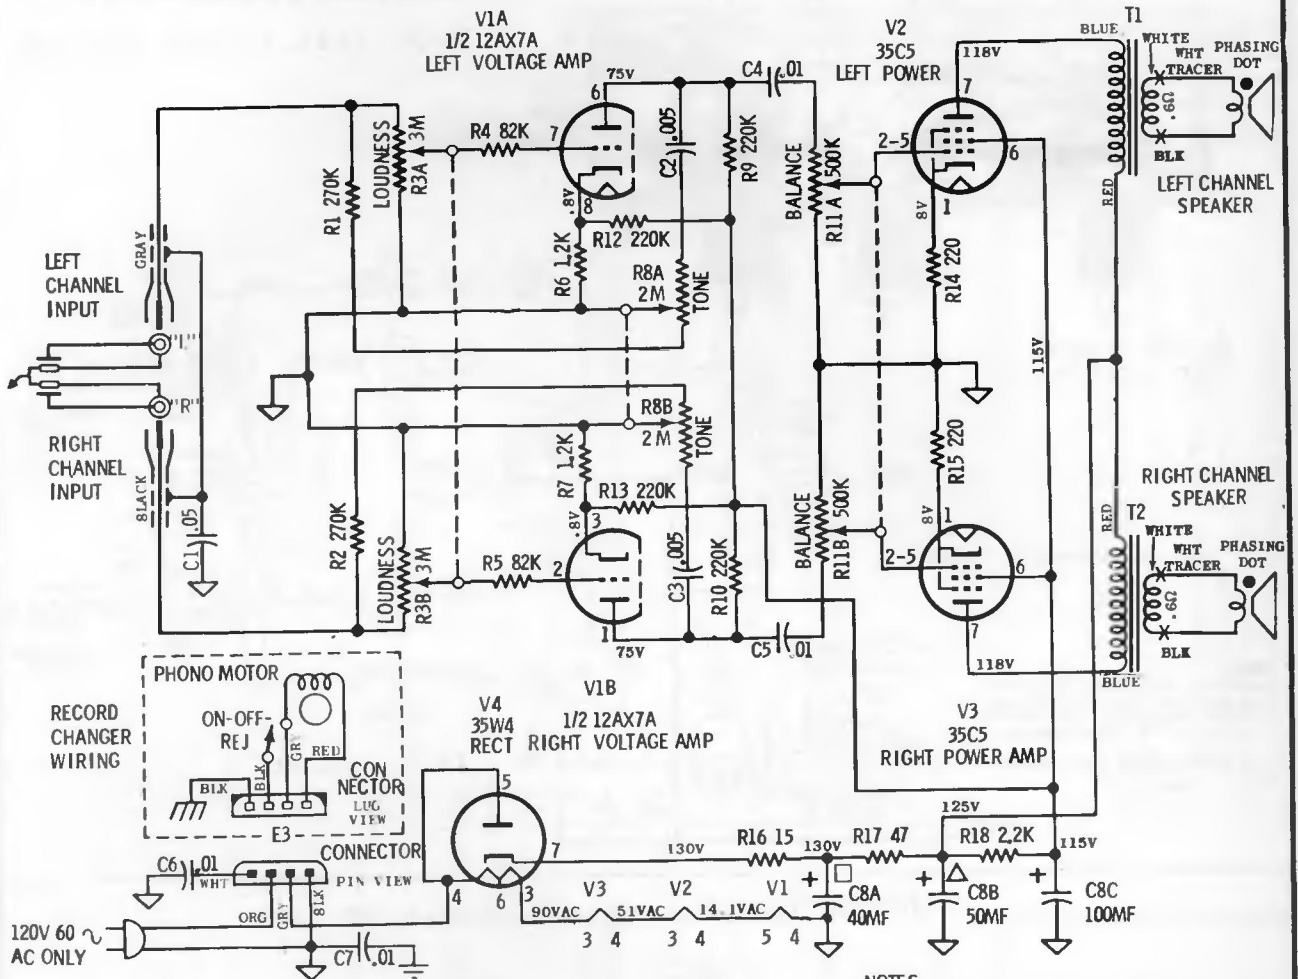 V1A
1/2 12AX7A
LEFT VOLTAGE AMP
V2
35C5
LEFT POWER
T1
BLUE
WHITE
WHT
TRACER
PHASING
DOT
75V
C4 .01
118V
6
7
7
LOUDNESS
R3A 3M
R4 82K
7
C2 .005
R9 220K
BALANCE
R11A 500K
2-5
6
.6Ω
BLK
LEFT CHANNEL
SPEAKER
RED
R1 270K
.8V
8
R12 220K
8V
1
GRAY
LEFT
CHANNEL
INPUT
R6 1.2K
R8A
2M
TONE
R14 220
"L"
115V
"R"
R8B
2M
TONE
RIGHT
CHANNEL
INPUT
BLACK
R7 1.2K
R15 220
RIGHT CHANNEL
SPEAKER
R13 220K
RED
T2
WHITE
WHT
TRACER
PHASING
DOT
C1 .05
R2 270K
.8V
3
8V
1
BALANCE
R11B 500K
LOUDNESS
R3B 3M
R5 82K
2
C3 .005
R10 220K
2-5
6
.6Ω
BLK
1
75V
C5 .01
7
118V
BLUE
PHONO MOTOR
V1B
1/2 12AX7A
RIGHT VOLTAGE AMP
V4
35W4
RECT
V3
35C5
RIGHT POWER AMP
RECORD
CHANGER
WIRING
ON-OFF-
REJ
BLK
BLK
GRY
RED
CON
NECTOR
LUG
VIEW
E3
5
125V
CONNECTOR
PIN VIEW
C6 .01
WHT
7
130V
R16 15
130V
R17 47
R18 2.2K
115V
4
6
3
V3
V2
V1
+
C8A
40MF
+
C8B
50MF
+
C8C
100MF
90VAC
51VAC
14.1VAC
3 4
3 4
5 4
ORG
GRY
BLK
120V 60
AC ONLY
C7 .01
NOTES